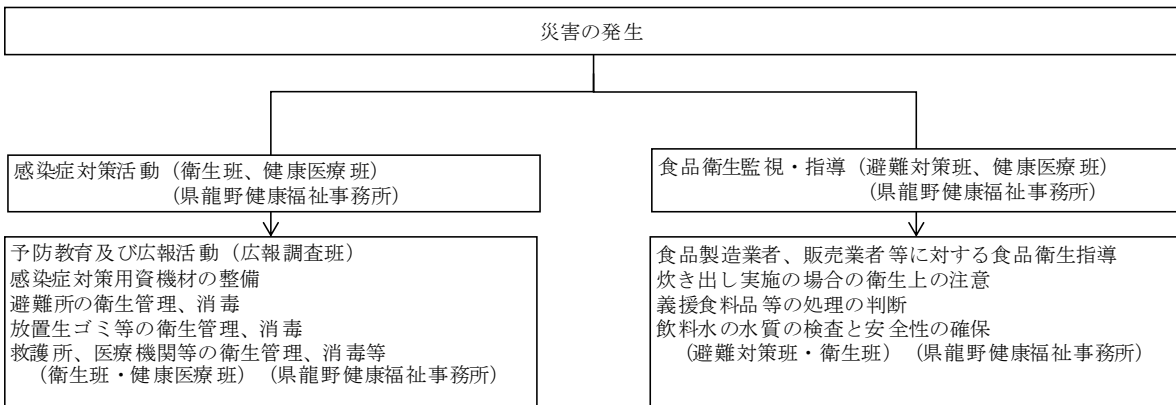 災害の発生
感染症対策活動（衛生班、健康医療班）
（県龍野健康福祉事務所）
食品衛生監視・指導（避難対策班、健康医療班）
（県龍野健康福祉事務所）
予防教育及び広報活動（広報調査班）
感染症対策用資機材の整備
避難所の衛生管理、消毒
放置生ゴミ等の衛生管理、消毒
救護所、医療機関等の衛生管理、消毒等
（衛生班・健康医療班）（県龍野健康福祉事務所）
食品製造業者、販売業者等に対する食品衛生指導
炊き出し実施の場合の衛生上の注意
義援食料品等の処理の判断
飲料水の水質の検査と安全性の確保
（避難対策班・衛生班）（県龍野健康福祉事務所）